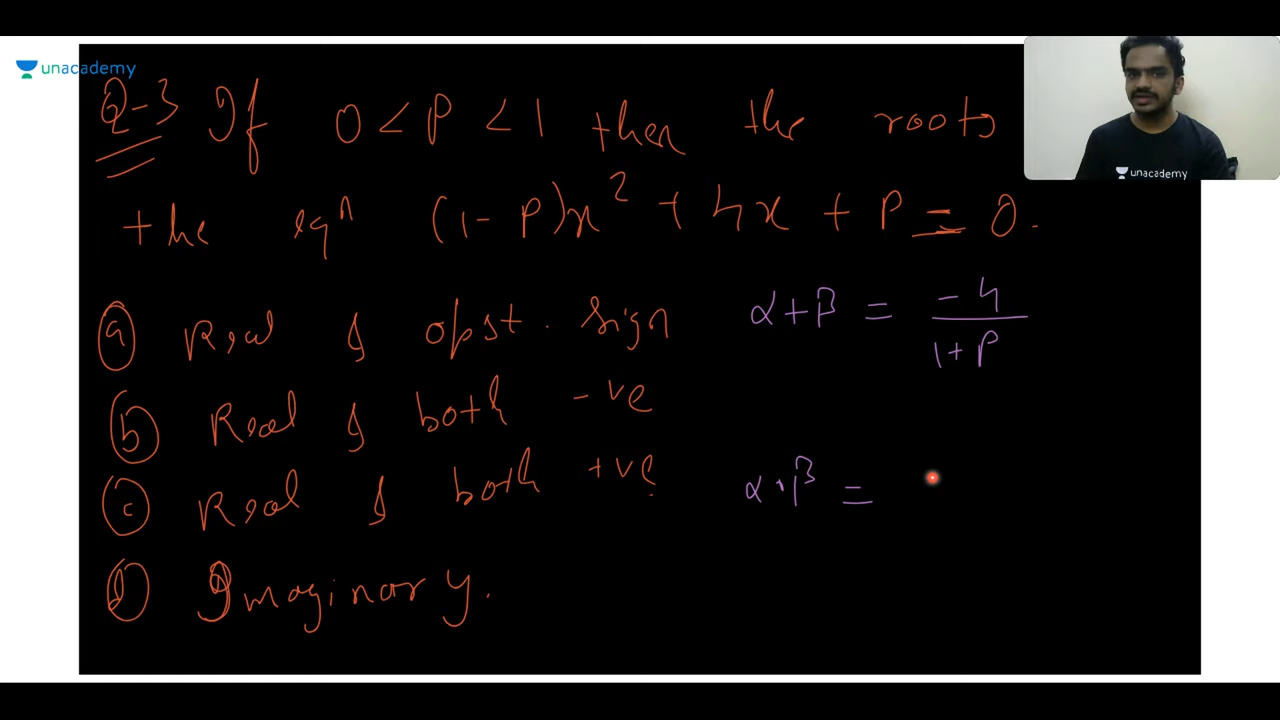 unacademy
Q-3 If 0 < P < 1 then the roots
the eqⁿ (1-P)x² + 4x + P = 0.
(a) Real & opst. sign
(b) Real & both -ve
(c) Real & both +ve
(d) Imaginary.
α+β = -4/(1+P)
α.β =
unacademy